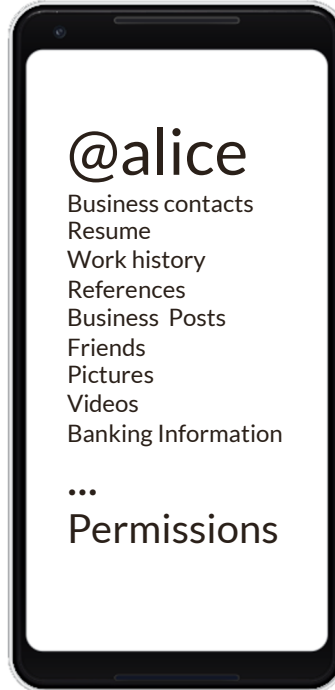 @alice
Business contacts
Resume
Work history
References
Business  Posts
Friends
Pictures
Videos
Banking Information
...
Permissions